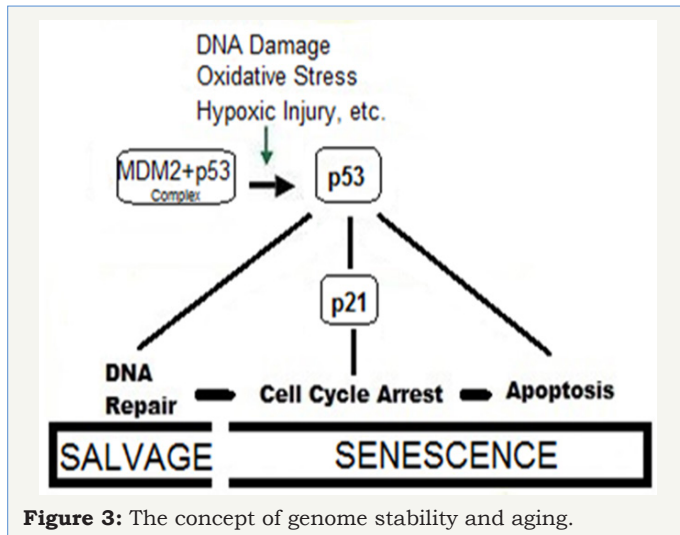 DNA Damage
Oxidative Stress
Hypoxic Injury, etc.
MDM2+p53
Complex
p53
p21
DNA
Repair
Cell Cycle Arrest
Apoptosis
SALVAGE
SENESCENCE
Figure 3: The concept of genome stability and aging.